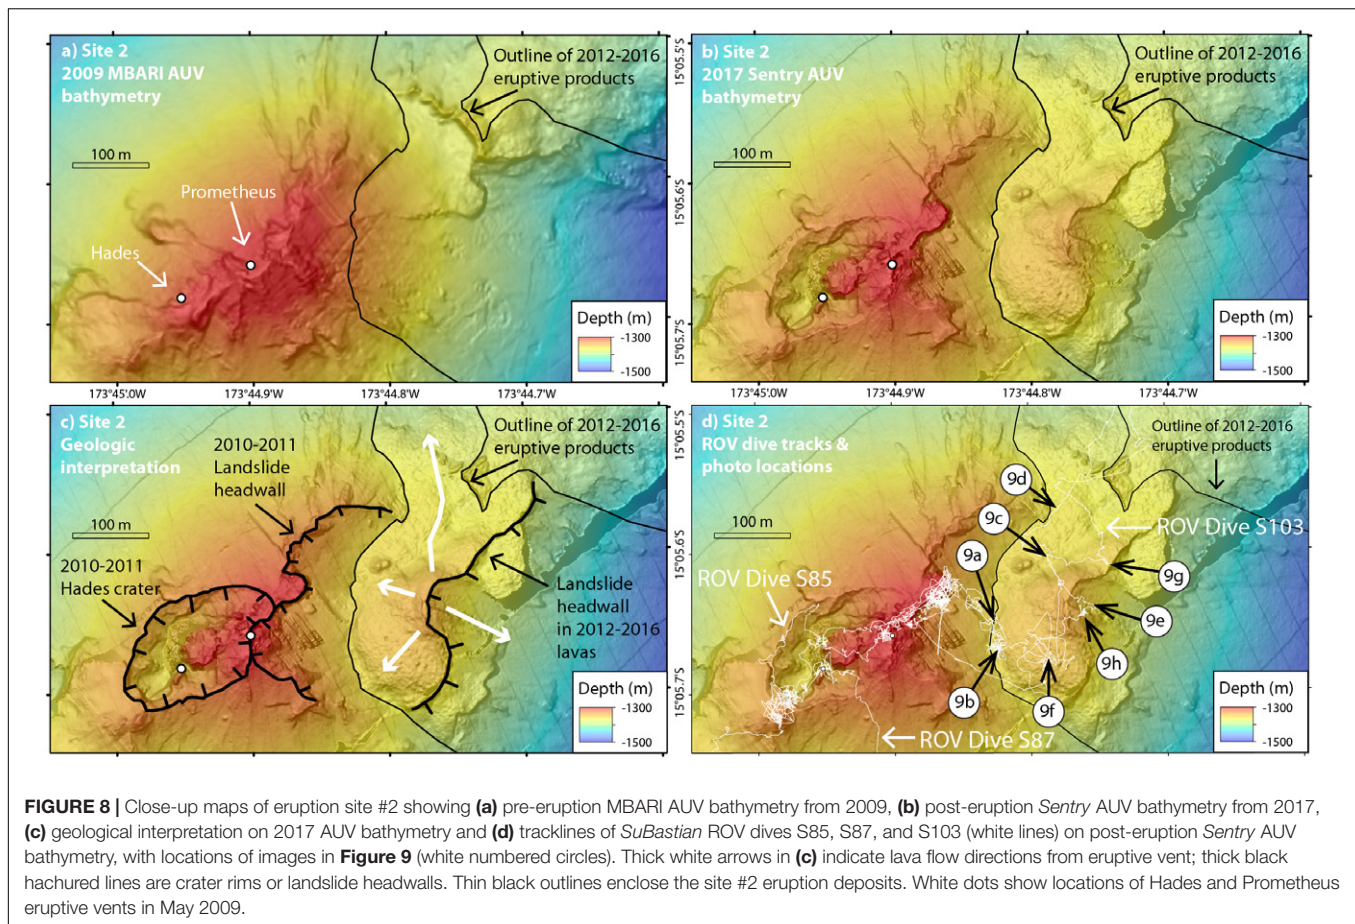 a) Site 2
2009 MBARI AUV
bathymetry
Outline of 2012-2016
eruptive products
100 m
Prometheus
Hades
Depth (m)
-1300
-1500
b) Site 2
2017 Sentry AUV
bathymetry
Outline of 2012-2016
eruptive products
100 m
Depth (m)
-1300
-1500
15°05.5'S
15°05.6'S
15°05.7'S
173°45.0'W
173°44.9'W
173°44.8'W
173°44.7'W
173°45.0'W
173°44.9'W
173°44.8'W
173°44.7'W
c) Site 2
Geologic
interpretation
2010-2011
Landslide
headwall
Outline of 2012-2016
eruptive products
100 m
2010-2011
Hades crater
Landslide
headwall
in 2012-2016
lavas
Depth (m)
-1300
-1500
15°05.5'S
15°05.6'S
15°05.7'S
d) Site 2
ROV dive tracks &
photo locations
Outline of 2012-2016
eruptive products
100 m
9d
9c
9a
ROV Dive S103
ROV Dive S85
9g
9e
9h
9b
9f
ROV Dive S87
Depth (m)
-1300
-1500
FIGURE 8 | Close-up maps of eruption site #2 showing (a) pre-eruption MBARI AUV bathymetry from 2009, (b) post-eruption Sentry AUV bathymetry from 2017,
(c) geological interpretation on 2017 AUV bathymetry and (d) tracklines of SuBastian ROV dives S85, S87, and S103 (white lines) on post-eruption Sentry AUV
bathymetry, with locations of images in Figure 9 (white numbered circles). Thick white arrows in (c) indicate lava flow directions from eruptive vent; thick black
hachured lines are crater rims or landslide headwalls. Thin black outlines enclose the site #2 eruption deposits. White dots show locations of Hades and Prometheus
eruptive vents in May 2009.